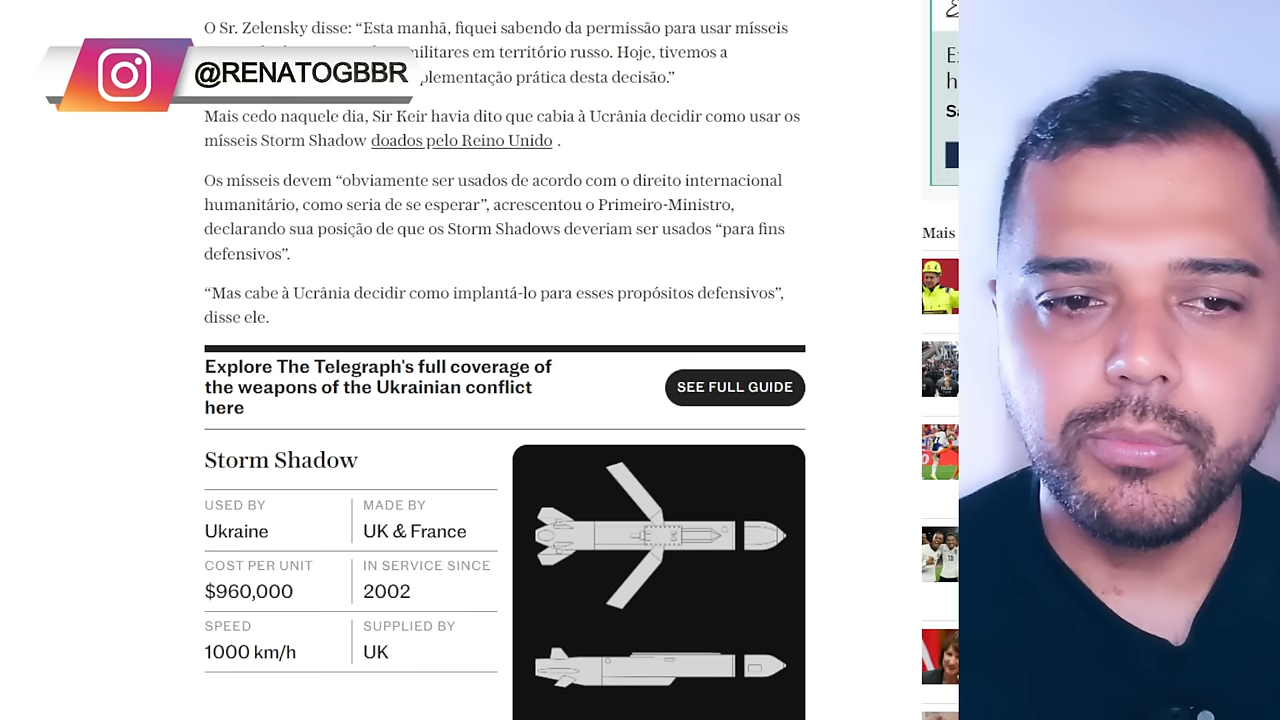 O Sr. Zelensky disse: “Esta manhã, fiquei sabendo da permissão para usar mísseis
militares em território russo. Hoje, tivemos a
@RENATOGBBR
plementação prática desta decisão.”
Mais cedo naquele dia, Sir Keir havia dito que cabia à Ucrânia decidir como usar os
mísseis Storm Shadow doados pelo Reino Unido .
Os mísseis devem “obviamente ser usados de acordo com o direito internacional
humanitário, como seria de se esperar”, acrescentou o Primeiro-Ministro,
declarando sua posição de que os Storm Shadows deveriam ser usados “para fins
defensivos”.
“Mas cabe à Ucrânia decidir como implantá-lo para esses propósitos defensivos”,
disse ele.
Explore The Telegraph's full coverage of
the weapons of the Ukrainian conflict
here
SEE FULL GUIDE
Storm Shadow
USED BY
Ukraine
MADE BY
UK & France
COST PER UNIT
$960,000
IN SERVICE SINCE
2002
SPEED
1000 km/h
SUPPLIED BY
UK
Mais